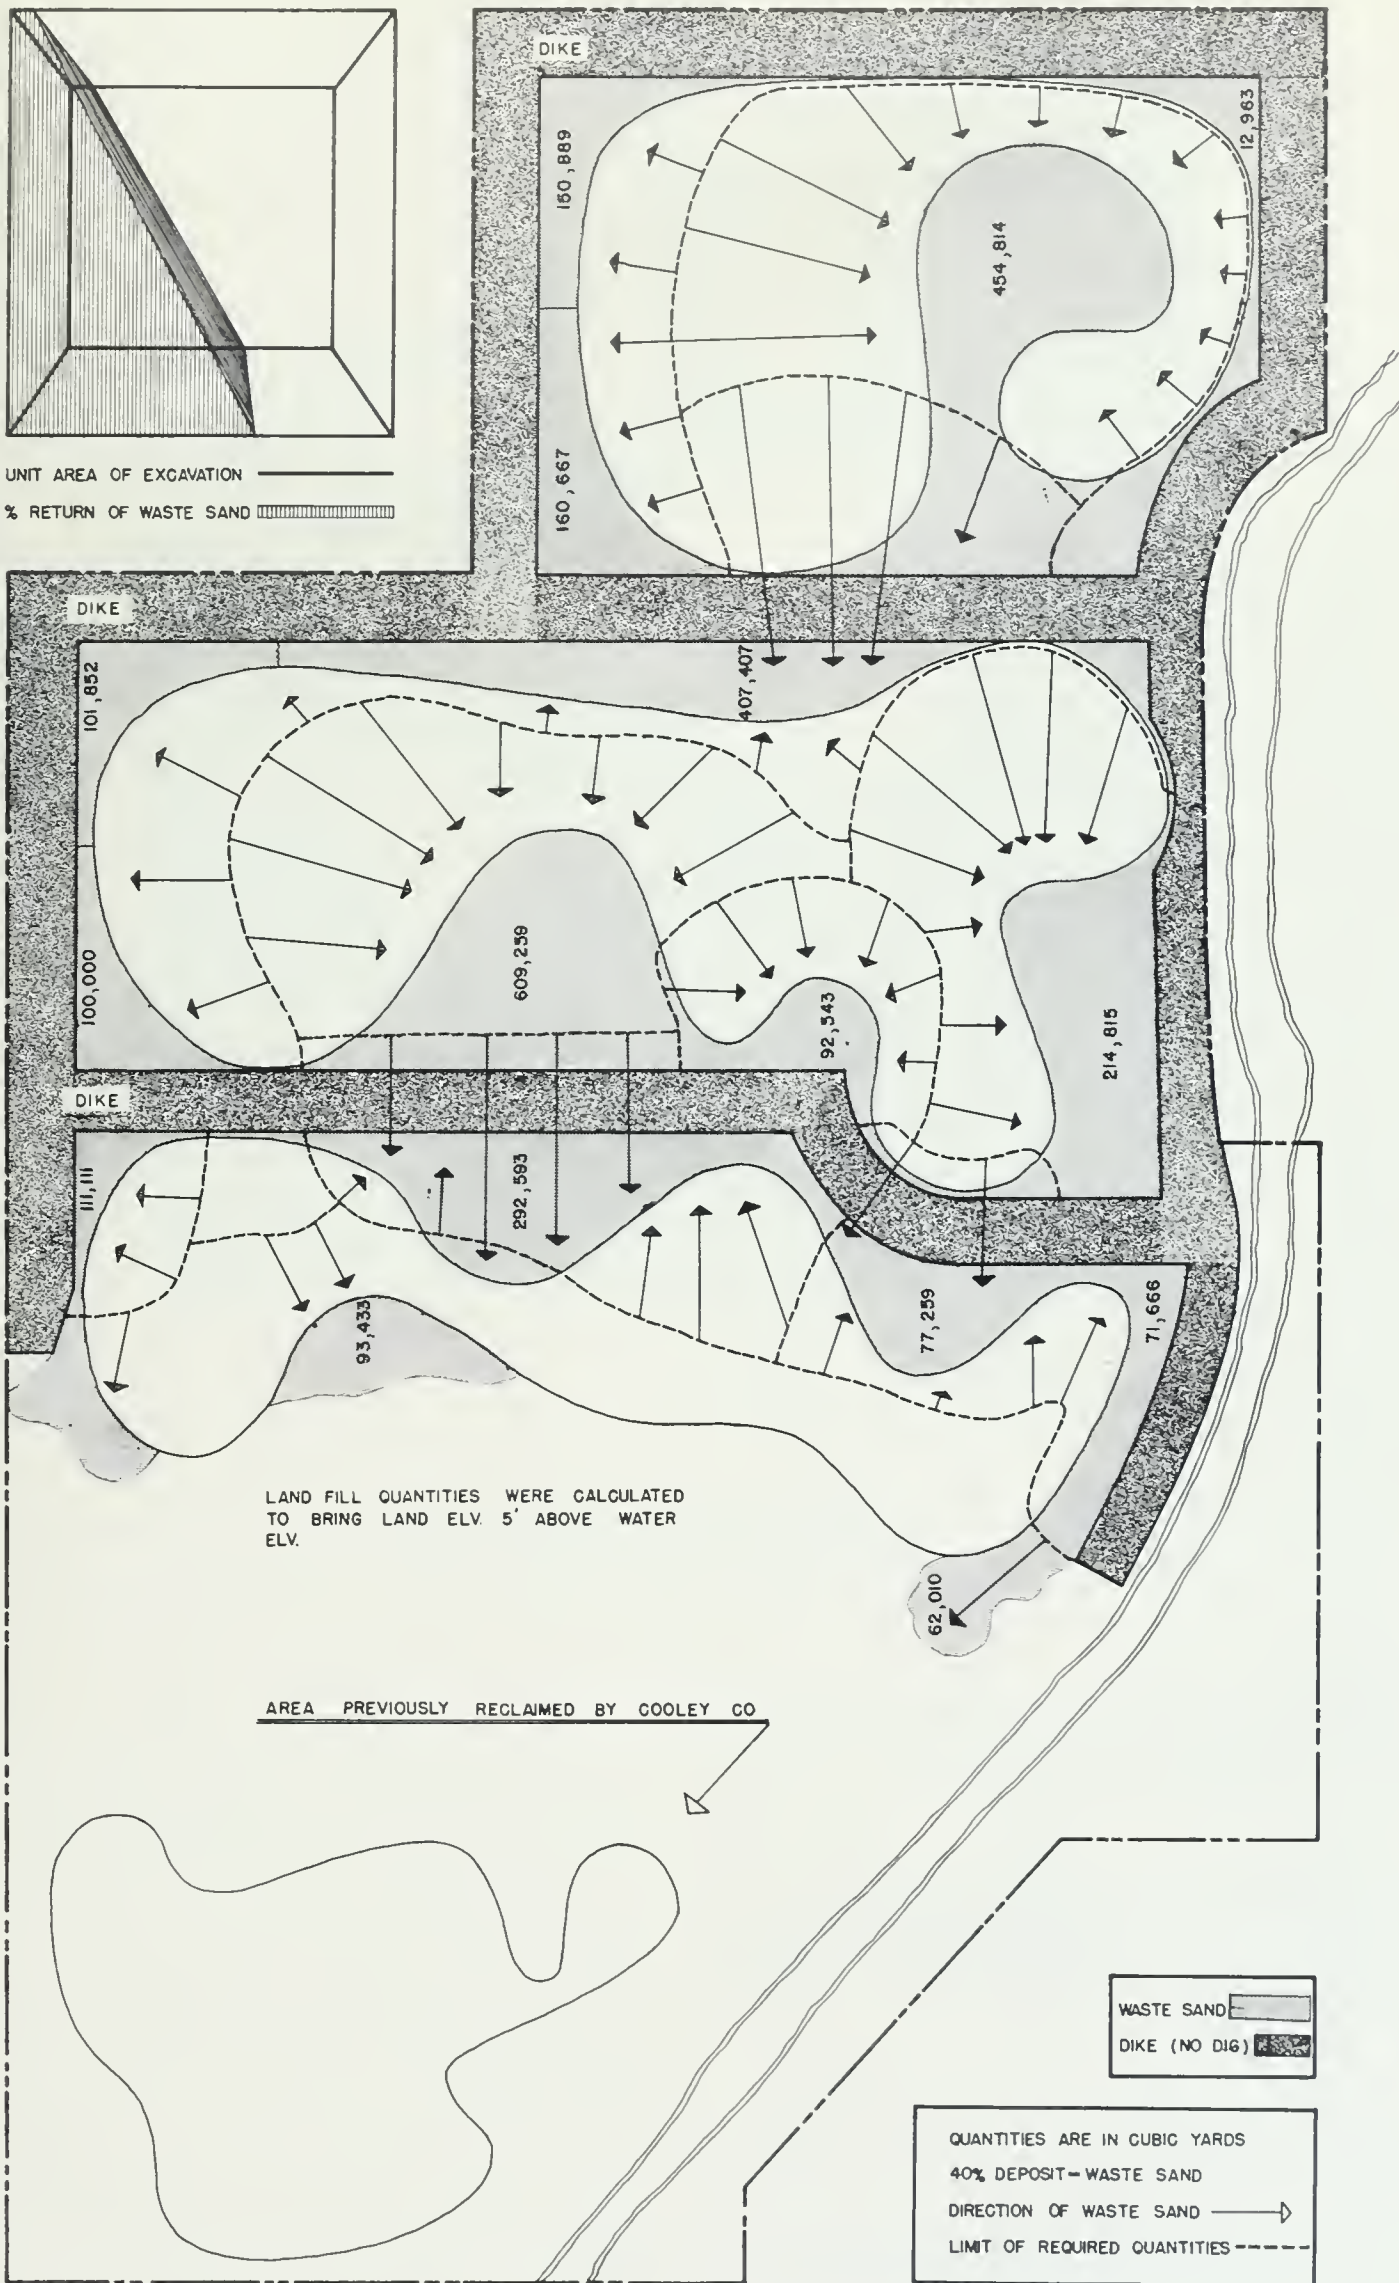 DIKE
150,889
12,963
454,814
UNIT AREA OF EXCAVATION
% RETURN OF WASTE SAND
160,667
DIKE
101,852
407,407
100,000
609,259
92,543
214,815
DIKE
111,111
292,593
93,433
77,259
71,666
LAND FILL QUANTITIES WERE CALCULATED
TO BRING LAND ELV. 5' ABOVE WATER
ELV.
62,010
AREA PREVIOUSLY RECLAIMED BY COOLEY CO
WASTE SAND
DIKE (NO DIG)
QUANTITIES ARE IN CUBIC YARDS
40% DEPOSIT-WASTE SAND
DIRECTION OF WASTE SAND
LIMIT OF REQUIRED QUANTITIES